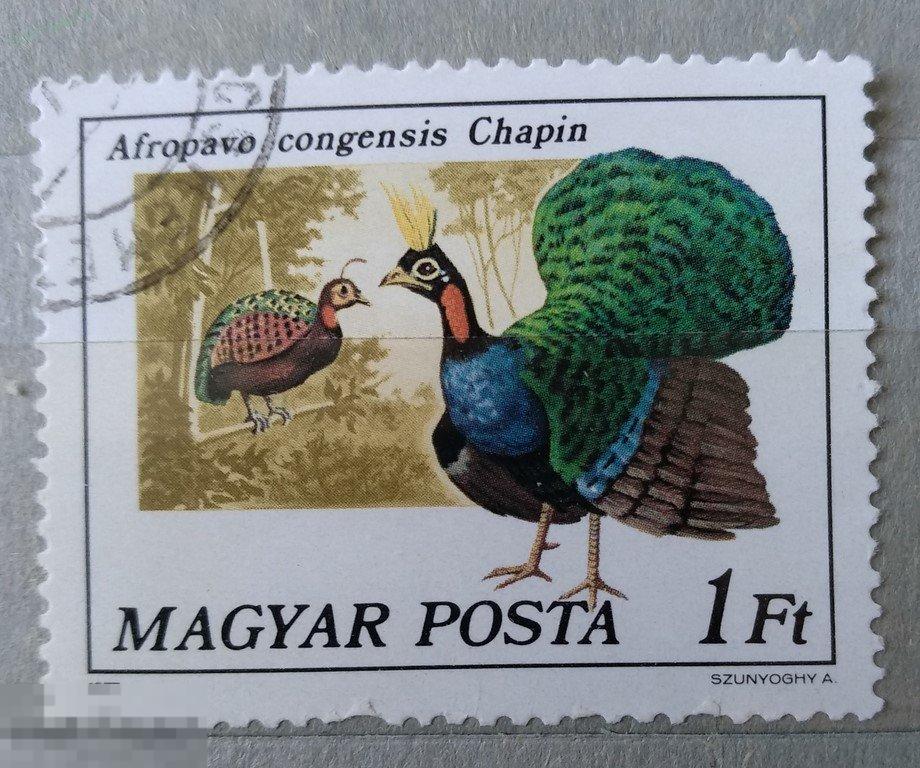 Afropavo congensis Chapin
MAGYAR POSTA 1 Ft
SZUNYOGHY A.